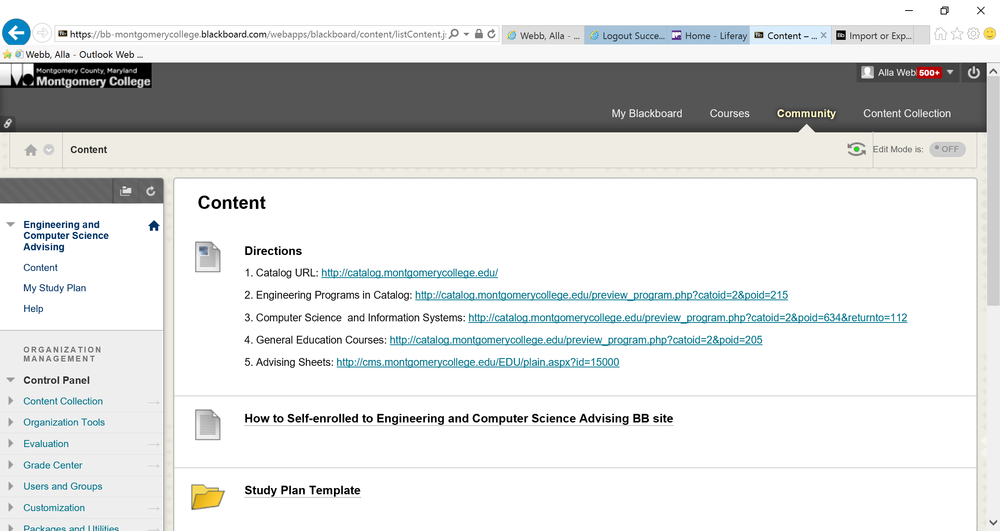 https://bb-montgomerycollege.blackboard.com/webapps/blackboard/content/listContent.j
Webb, Alla - ...
Logout Succe...
Home - Liferay
Content – ...
Import or Exp...
Webb, Alla - Outlook Web ...
Montgomery County, Maryland
Montgomery College
Alla Web
500+
My Blackboard
Courses
Community
Content Collection
Content
Edit Mode is:
OFF
Engineering and
Computer Science
Advising
Content
My Study Plan
Help
ORGANIZATION
MANAGEMENT
Control Panel
Content Collection
Organization Tools
Evaluation
Grade Center
Users and Groups
Customization
Packages and Utilities
Content
Directions
1. Catalog URL: http://catalog.montgomerycollege.edu/
2. Engineering Programs in Catalog: http://catalog.montgomerycollege.edu/preview_program.php?catoid=2&poid=215
3. Computer Science  and Information Systems: http://catalog.montgomerycollege.edu/preview_program.php?catoid=2&poid=634&returnto=112
4. General Education Courses: http://catalog.montgomerycollege.edu/preview_program.php?catoid=2&poid=205
5. Advising Sheets: http://cms.montgomerycollege.edu/EDU/plain.aspx?id=15000
How to Self-enrolled to Engineering and Computer Science Advising BB site
Study Plan Template